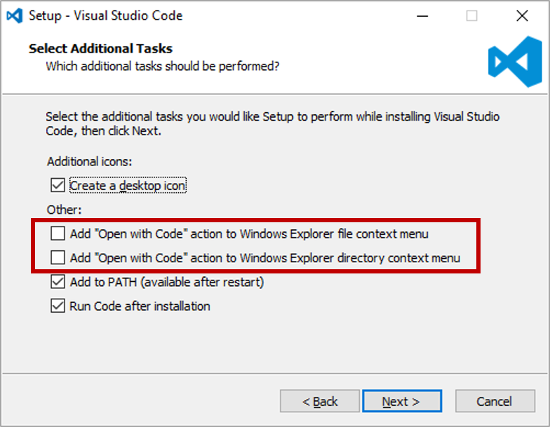 Setup - Visual Studio Code
Select Additional Tasks
Which additional tasks should be performed?
Select the additional tasks you would like Setup to perform while installing Visual Studio
Code, then click Next.
Additional icons:
Create a desktop icon
Other:
Add "Open with Code" action to Windows Explorer file context menu
Add "Open with Code" action to Windows Explorer directory context menu
Add to PATH (available after restart)
Run Code after installation
< Back
Next >
Cancel